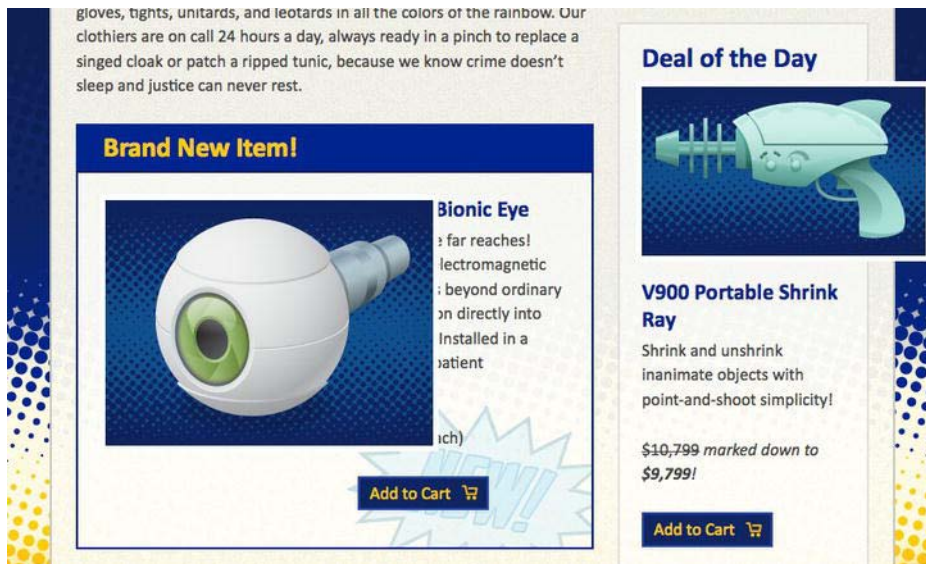 gloves, tights, unitards, and leotards in all the colors of the rainbow. Our
clothiers are on call 24 hours a day, always ready in a pinch to replace a
singed cloak or patch a ripped tunic, because we know crime doesn’t
sleep and justice can never rest.
Brand New Item!
Bionic Eye
far reaches!
beyond ordinary
on directly into
Installed in a
NEW!
Add to Cart
Deal of the Day
V900 Portable Shrink
Ray
Shrink and unshrink
inanimate objects with
point-and-shoot simplicity!
$10,799 marked down to
$9,799!
Add to Cart